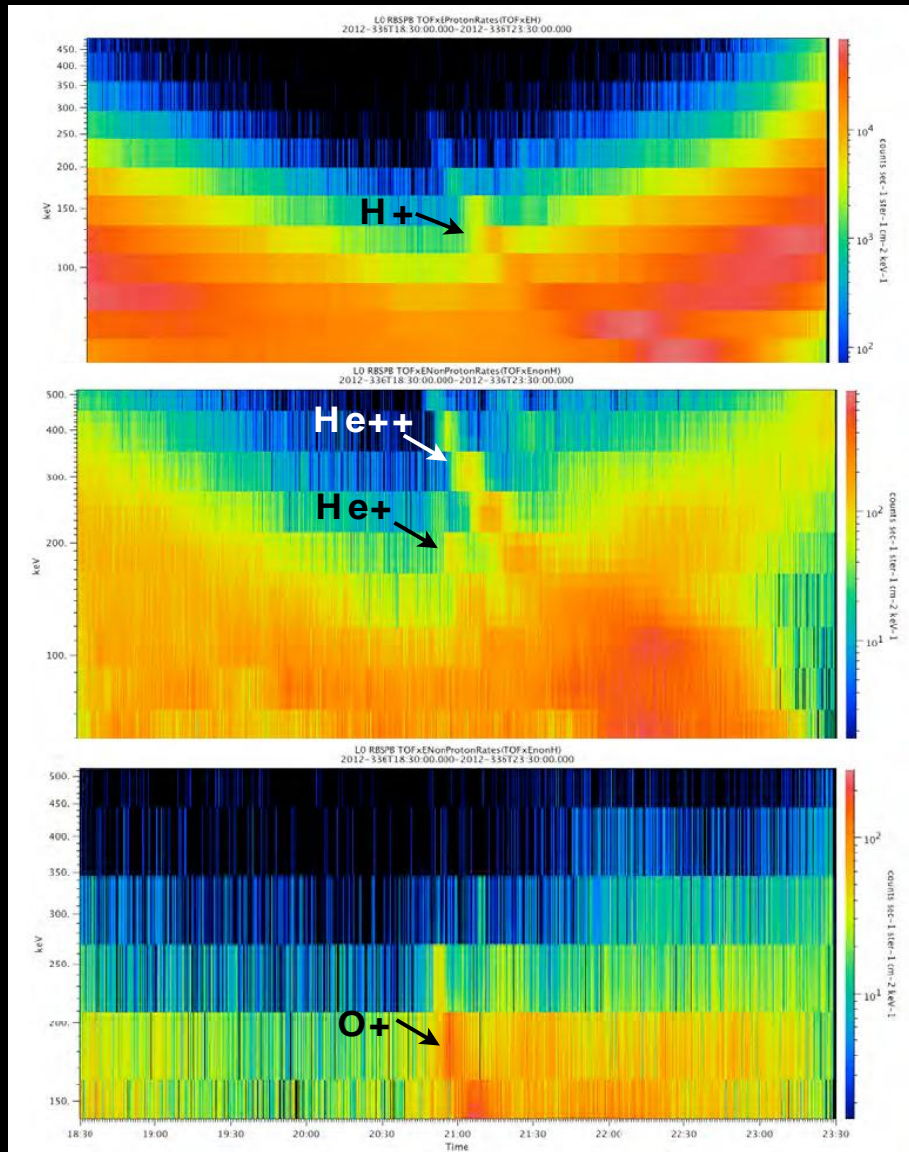 L0 RBSPB TOFxEProtonRates(TOFxEH)
2012-336T18:30:00.000-2012-336T23:30:00.000
450.
400.
350.
300.
250.
200.
150.
100.
keV
H+
10^4
10^3
10^2
counts sec-1 ster-1 cm-2 keV-1
L0 RBSPB TOFxENonProtonRates(TOFxEnonH)
2012-336T18:30:00.000-2012-336T23:30:00.000
500.
400.
300.
200.
100.
keV
He++
He+
10^2
10^1
counts sec-1 ster-1 cm-2 keV-1
L0 RBSPB TOFxENonProtonRates(TOFxEnonH)
2012-336T18:30:00.000-2012-336T23:30:00.000
500.
450.
400.
350.
300.
250.
200.
150.
keV
O+
10^2
10^1
counts sec-1 ster-1 cm-2 keV-1
18:30 19:00 19:30 20:00 20:30 21:00 21:30 22:00 22:30 23:00 23:30
Time